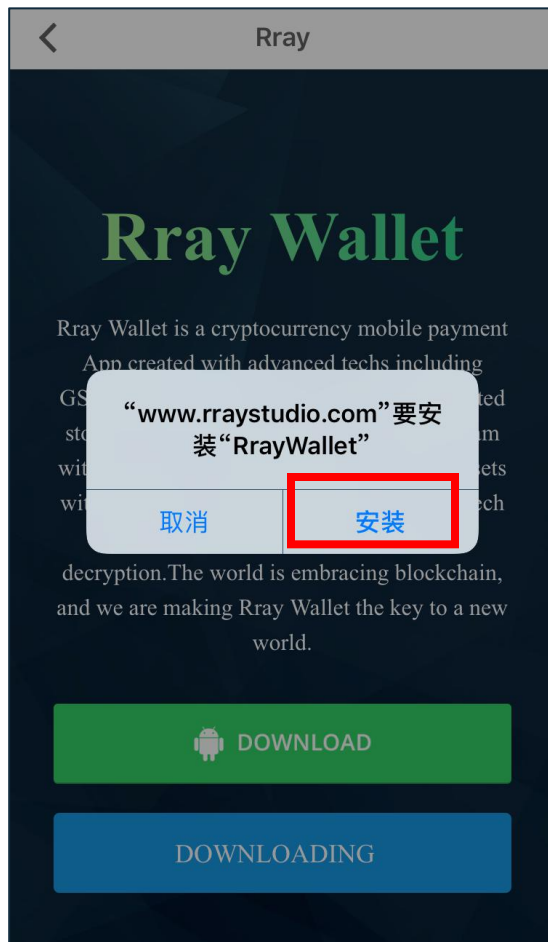 Rray
Rray Wallet
Rray Wallet is a cryptocurrency mobile payment
App created with advanced techs including
“www.rraystudio.com”要安
装“RrayWallet”
取消 安装
decryption.The world is embracing blockchain,
and we are making Rray Wallet the key to a new
world.
DOWNLOAD
DOWNLOADING